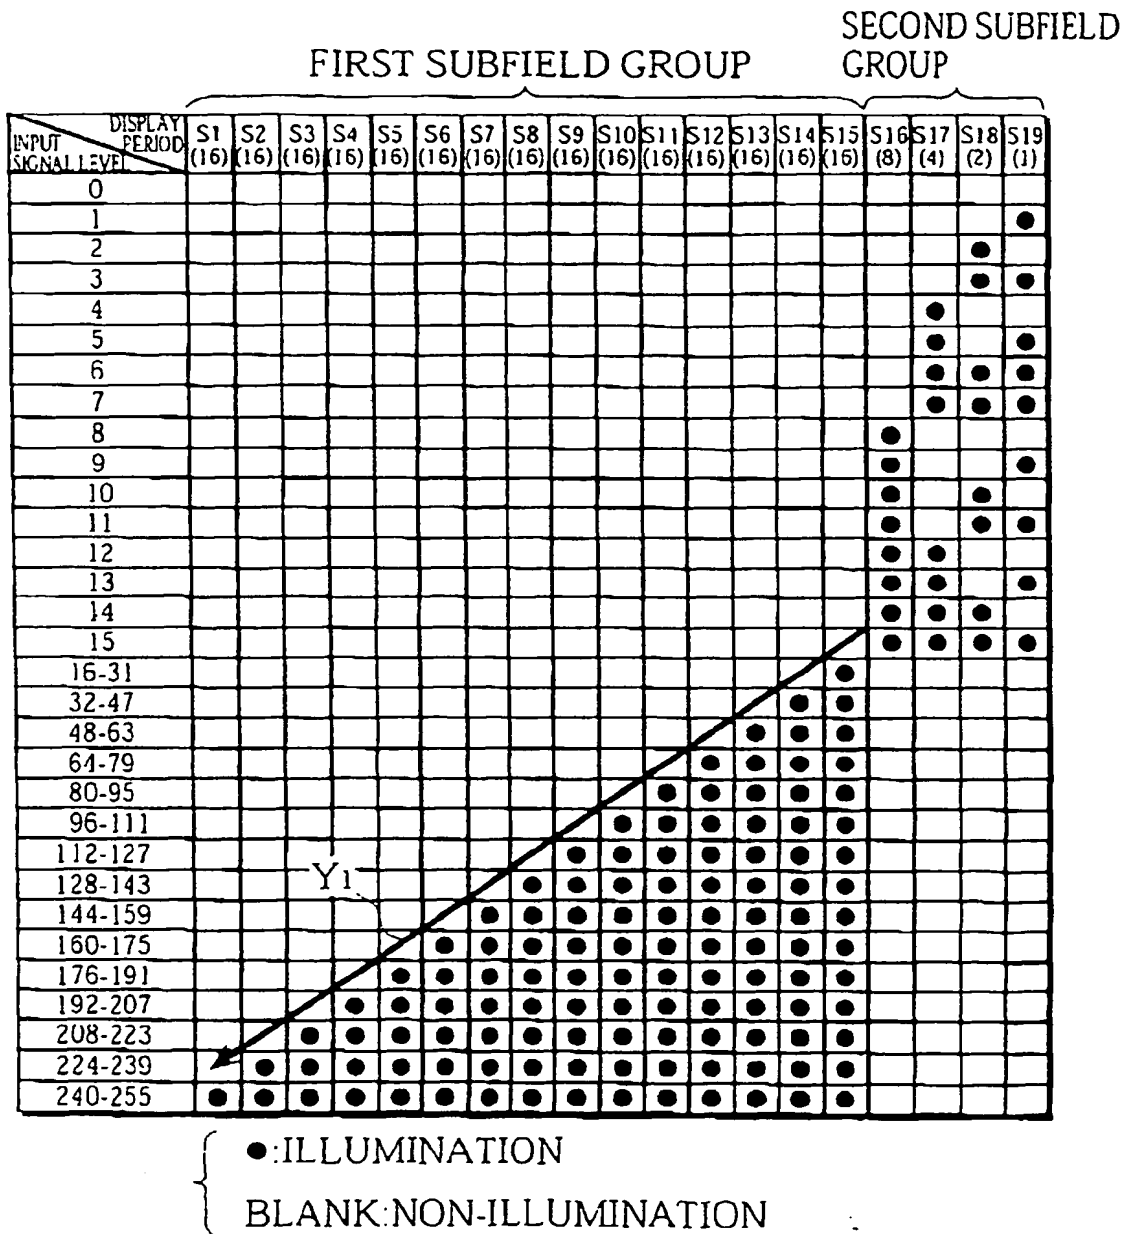 SECOND SUBFIELD
GROUP
FIRST SUBFIELD GROUP
DISPLAY PERIOD
INPUT SIGNAL LEVEL
S1 S2 S3 S4 S5 S6 S7 S8 S9 S10 S11 S12 S13 S14 S15 S16 S17 S18 S19
(16) (16) (16) (16) (16) (16) (16) (16) (16) (16) (16) (16) (16) (16) (16) (8) (4) (2) (1)
0
1 ●
2 ●
3 ● ●
4 ●
5 ● ●
6 ● ● ●
7 ● ● ●
8 ●
9 ● ●
10 ● ●
11 ● ● ●
12 ● ●
13 ● ● ●
14 ● ● ●
15 ● ● ● ●
16-31 ●
32-47 ● ●
48-63 ● ● ●
64-79 ● ● ● ●
80-95 ● ● ● ● ●
96-111 ● ● ● ● ● ●
112-127 ● ● ● ● ● ● ●
128-143 ● ● ● ● ● ● ● ●
Y1
144-159 ● ● ● ● ● ● ● ● ●
160-175 ● ● ● ● ● ● ● ● ● ●
176-191 ● ● ● ● ● ● ● ● ● ● ●
192-207 ● ● ● ● ● ● ● ● ● ● ● ●
208-223 ● ● ● ● ● ● ● ● ● ● ● ● ●
224-239 ● ● ● ● ● ● ● ● ● ● ● ● ● ●
240-255 ● ● ● ● ● ● ● ● ● ● ● ● ● ● ●
●:ILLUMINATION
BLANK:NON-ILLUMINATION